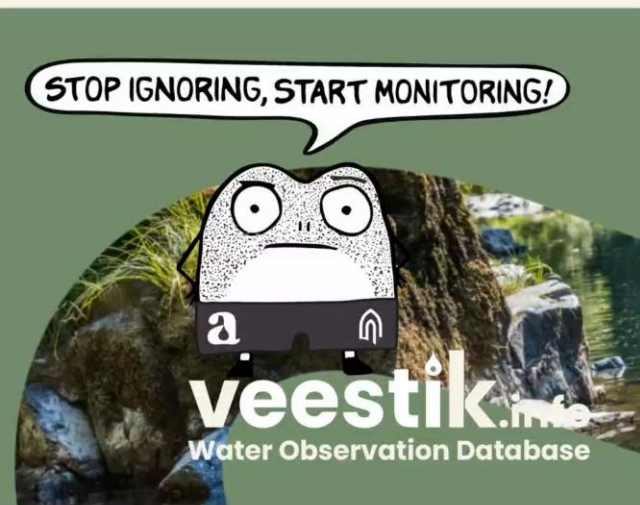 STOP IGNORING, START MONITORING!
a
veestik.info
Water Observation Database